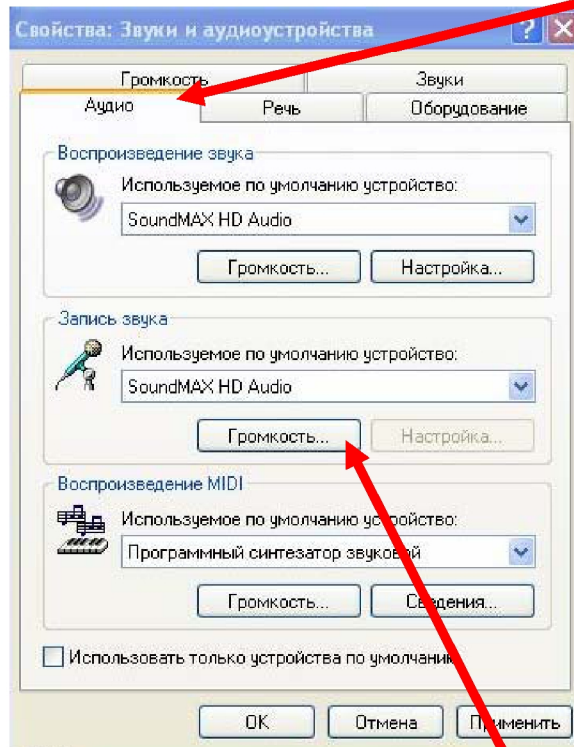 Свойства: Звуки и аудиоустройства
Громкость Звуки
Аудио Речь Оборудование
Воспроизведение звука
Используемое по умолчанию устройство:
SoundMAX HD Audio
Громкость... Настройка...
Запись звука
Используемое по умолчанию устройство:
SoundMAX HD Audio
Громкость... Настройка...
Воспроизведение MIDI
Используемое по умолчанию устройство:
Программный синтезатор звуковой
Громкость... Сведения...
Использовать только устройства по умолчанию
OK Отмена Применить